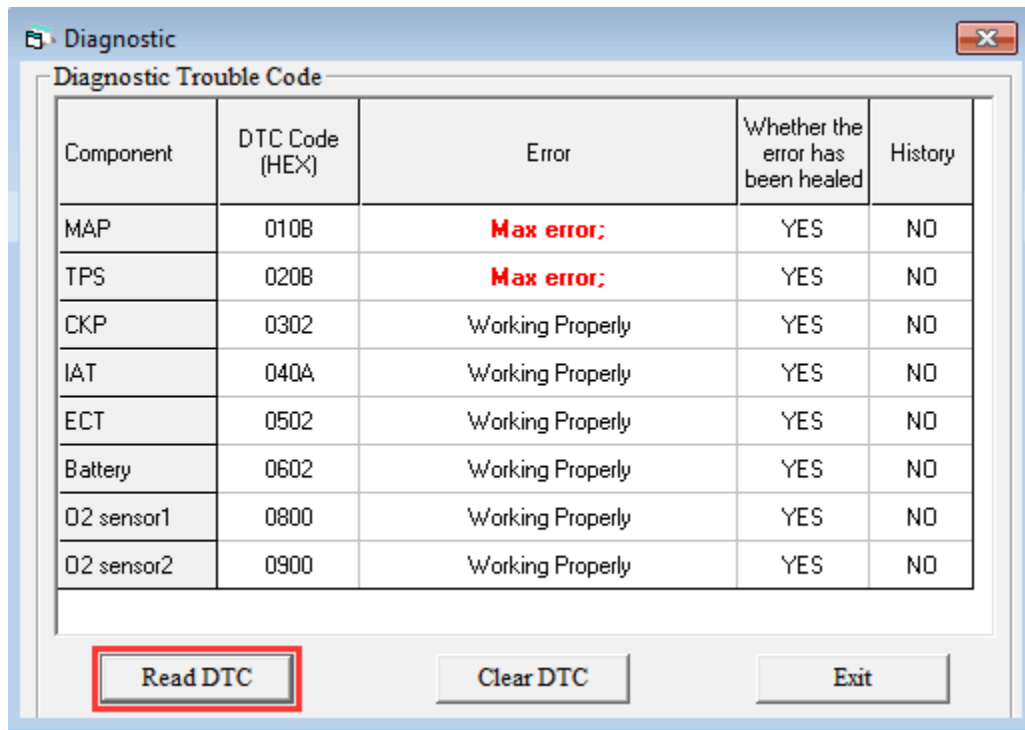 Diagnostic
Diagnostic Trouble Code
Component DTC Code (HEX) Error Whether the error has been healed History
MAP 010B Max error; YES NO
TPS 020B Max error; YES NO
CKP 0302 Working Properly YES NO
IAT 040A Working Properly YES NO
ECT 0502 Working Properly YES NO
Battery 0602 Working Properly YES NO
O2 sensor1 0800 Working Properly YES NO
O2 sensor2 0900 Working Properly YES NO
Read DTC Clear DTC Exit